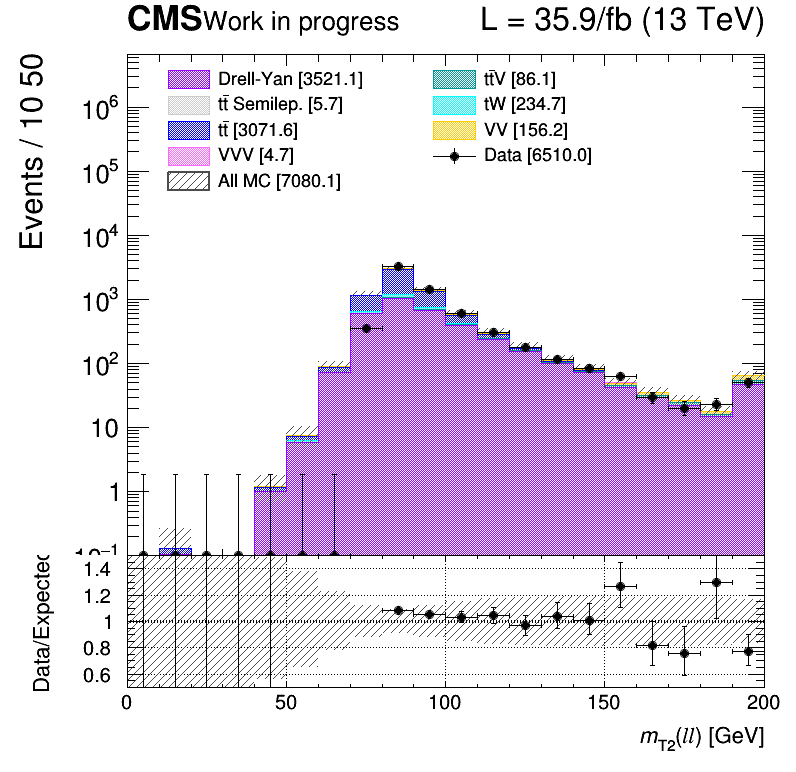 CMS Work in progress L = 35.9/fb (13 TeV)
Events / 10 50
Drell-Yan [3521.1] tt̄V [86.1]
tt̄ Semilep. [5.7] tW [234.7]
tt̄ [3071.6] VV [156.2]
VVV [4.7] Data [6510.0]
All MC [7080.1]
10⁶
10⁵
10⁴
10³
10²
10
1
Data/Expected
1.4
1.2
1
0.8
0.6
0 50 100 150 200
m_T2(ll) [GeV]